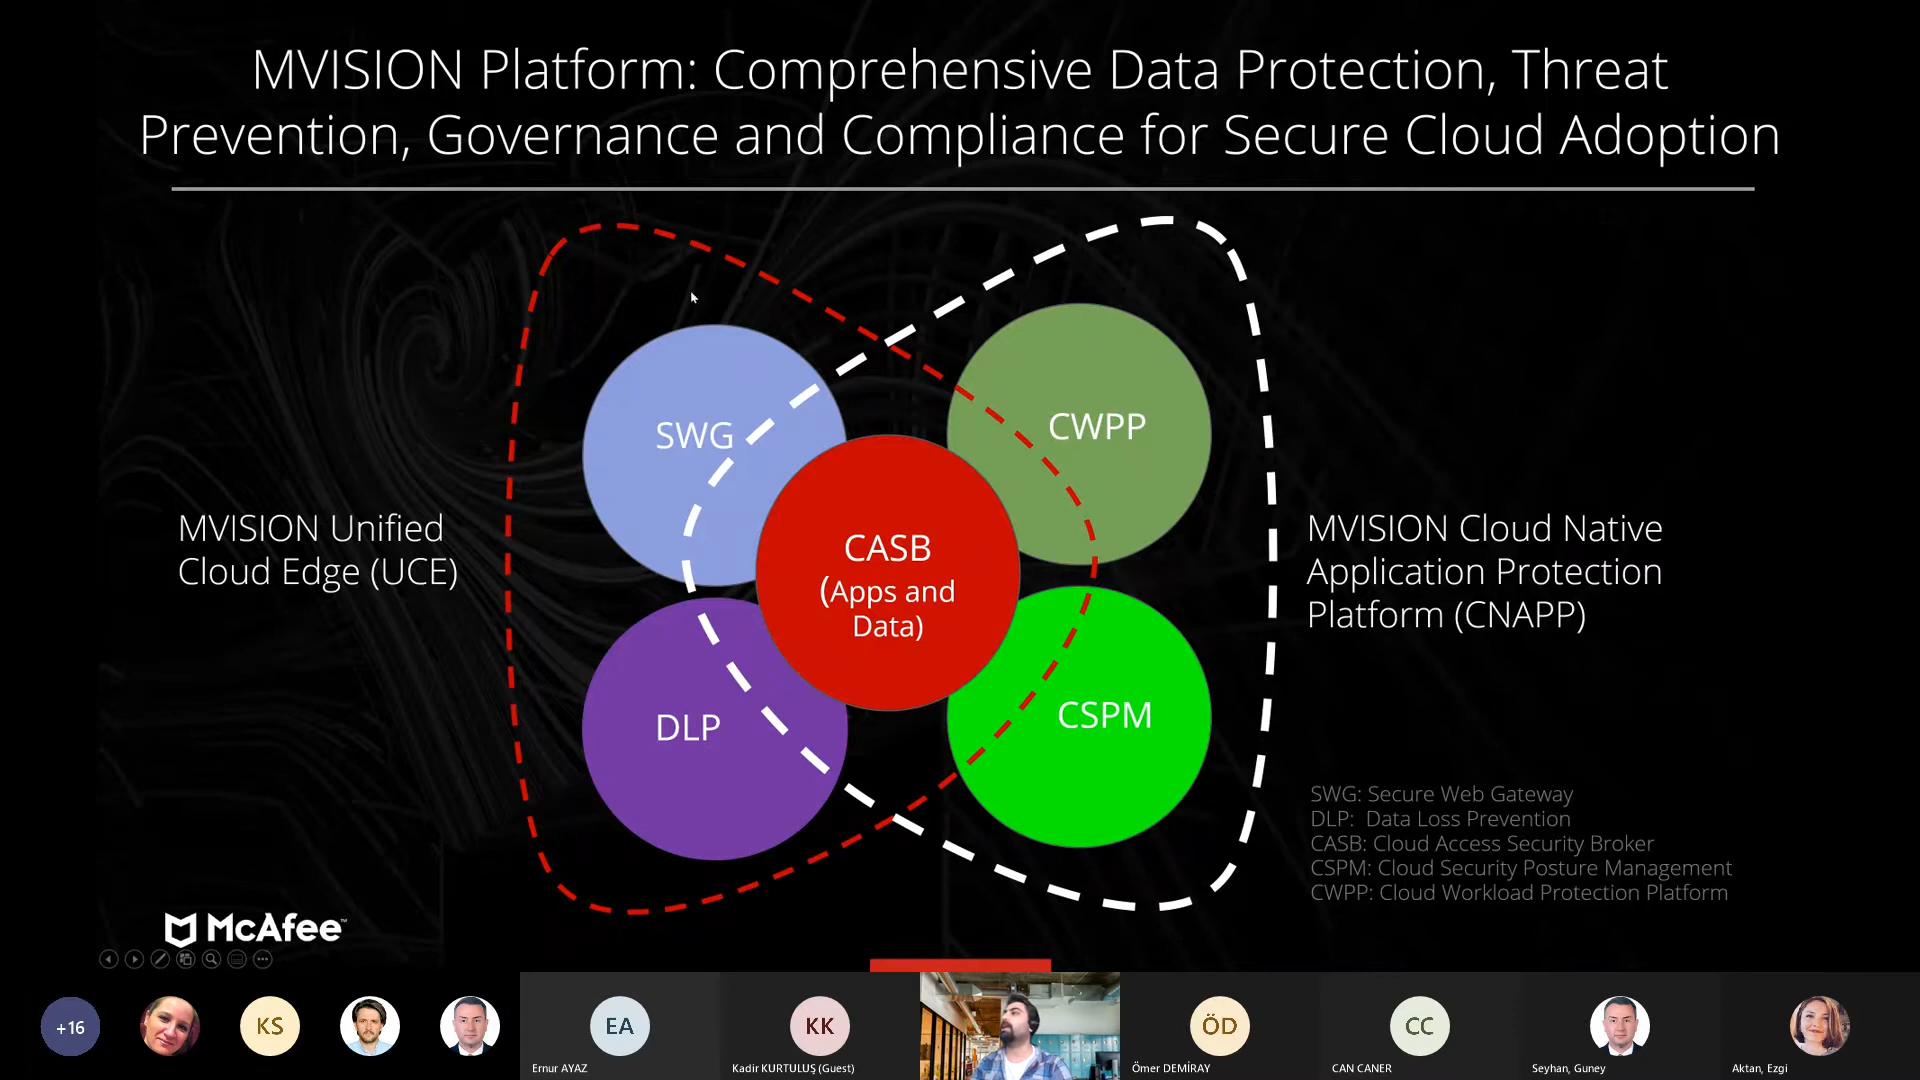 MVISION Platform: Comprehensive Data Protection, Threat
Prevention, Governance and Compliance for Secure Cloud Adoption
SWG
CWPP
MVISION Unified
Cloud Edge (UCE)
CASB
(Apps and
Data)
MVISION Cloud Native
Application Protection
Platform (CNAPP)
DLP
CSPM
SWG: Secure Web Gateway
DLP:  Data Loss Prevention
CASB: Cloud Access Security Broker
CSPM: Cloud Security Posture Management
CWPP: Cloud Workload Protection Platform
McAfee™
+16
KS
EA
KK
ÖD
CC
Ernur AYAZ
Kadir KURTULUŞ (Guest)
Ömer DEMİRAY
CAN CANER
Seyhan, Guney
Aktan, Ezgi